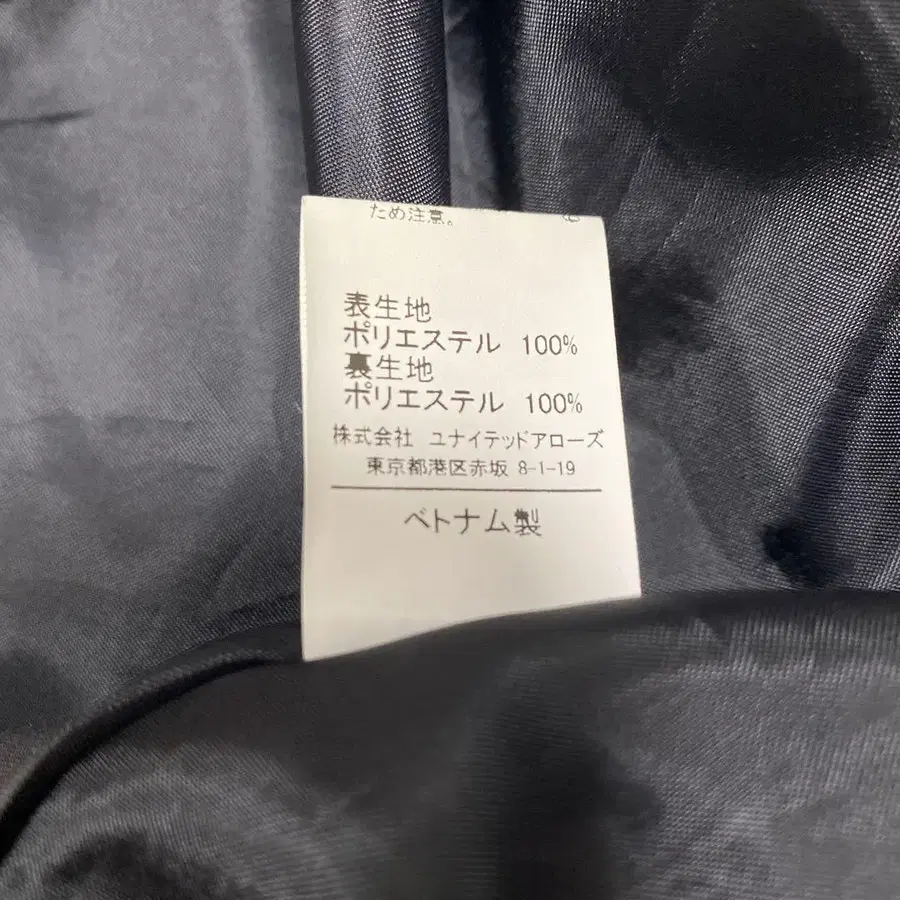 ため注意。
表生地
ポリエステル 100%
裏生地
ポリエステル 100%
株式会社 ユナイテッドアローズ
東京都港区赤坂 8-1-19
ベトナム製